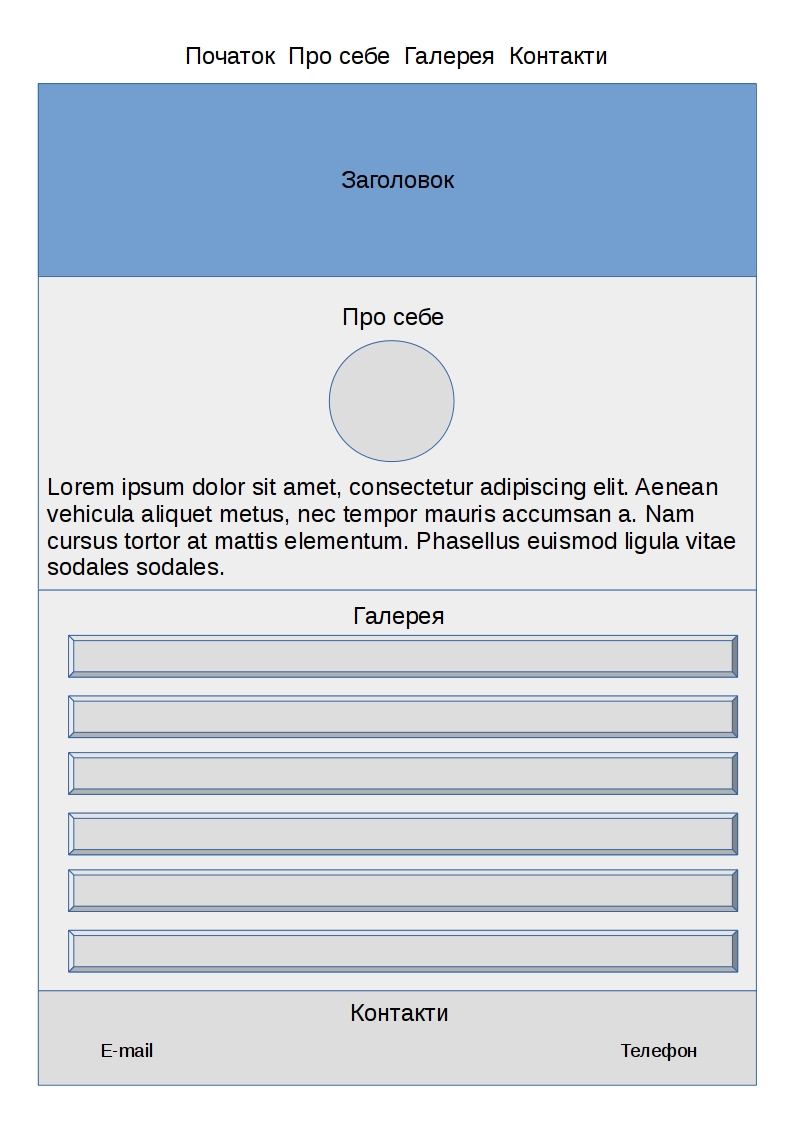 Початок Про себе Галерея Контакти
Заголовок
Про себе
Lorem ipsum dolor sit amet, consectetur adipiscing elit. Aenean
vehicula aliquet metus, nec tempor mauris accumsan a. Nam
cursus tortor at mattis elementum. Phasellus euismod ligula vitae
sodales sodales.
Галерея
Контакти
E-mail Телефон